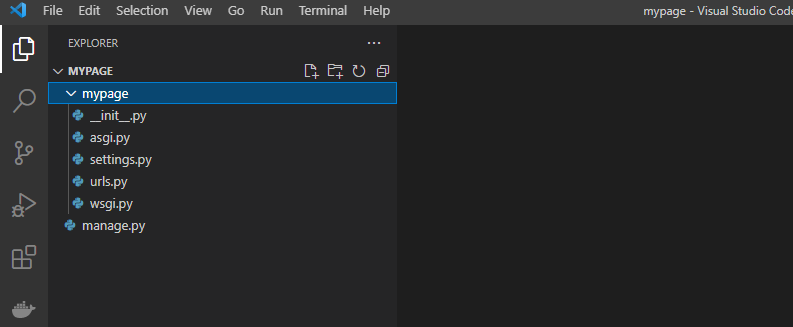 File Edit Selection View Go Run Terminal Help mypage - Visual Studio Code
EXPLORER
MYPAGE
mypage
__init__.py
asgi.py
settings.py
urls.py
wsgi.py
manage.py